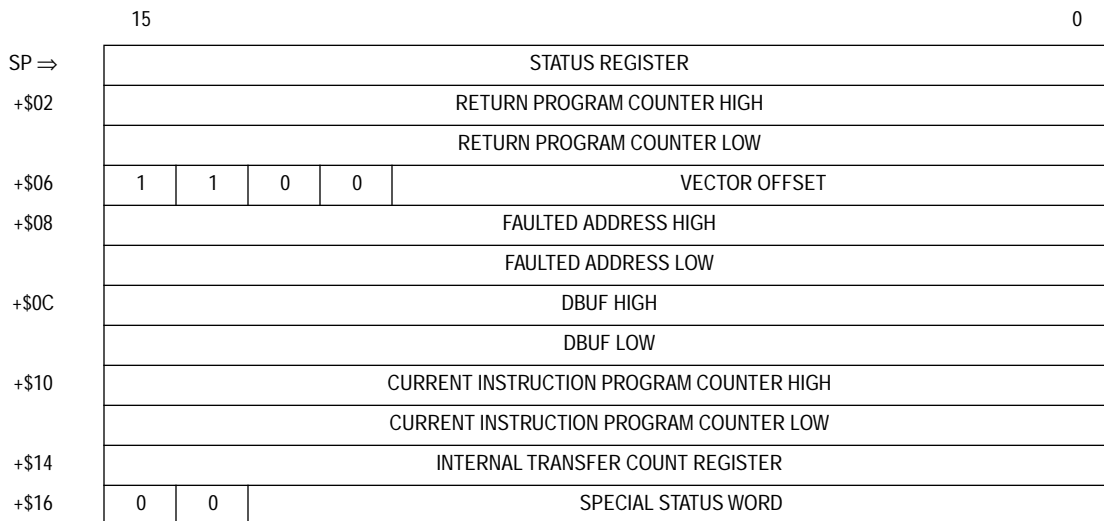 15 0
SP ⇒ STATUS REGISTER
+$02 RETURN PROGRAM COUNTER HIGH
RETURN PROGRAM COUNTER LOW
+$06 1 1 0 0 VECTOR OFFSET
+$08 FAULTED ADDRESS HIGH
FAULTED ADDRESS LOW
+$0C DBUF HIGH
DBUF LOW
+$10 CURRENT INSTRUCTION PROGRAM COUNTER HIGH
CURRENT INSTRUCTION PROGRAM COUNTER LOW
+$14 INTERNAL TRANSFER COUNT REGISTER
+$16 0 0 SPECIAL STATUS WORD